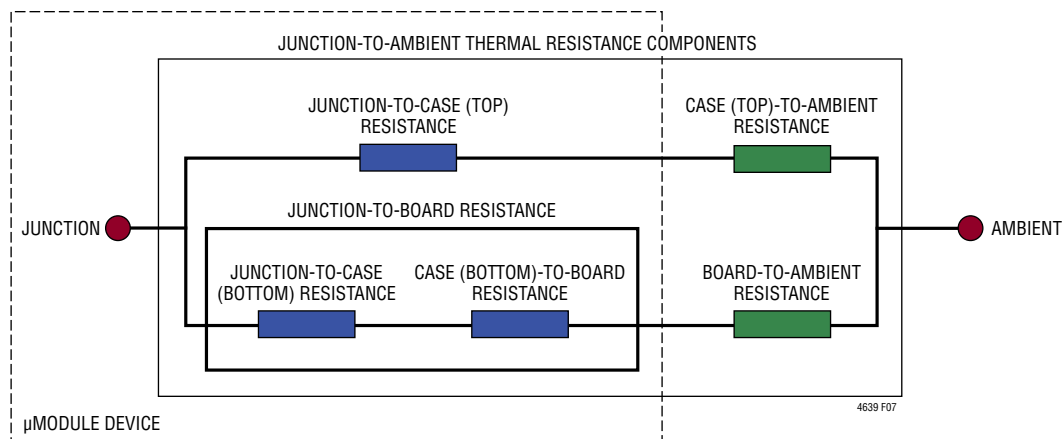 JUNCTION-TO-AMBIENT THERMAL RESISTANCE COMPONENTS
JUNCTION-TO-CASE (TOP)
RESISTANCE
CASE (TOP)-TO-AMBIENT
RESISTANCE
JUNCTION
JUNCTION-TO-BOARD RESISTANCE
AMBIENT
JUNCTION-TO-CASE
(BOTTOM) RESISTANCE
CASE (BOTTOM)-TO-BOARD
RESISTANCE
BOARD-TO-AMBIENT
RESISTANCE
4639 F07
µMODULE DEVICE